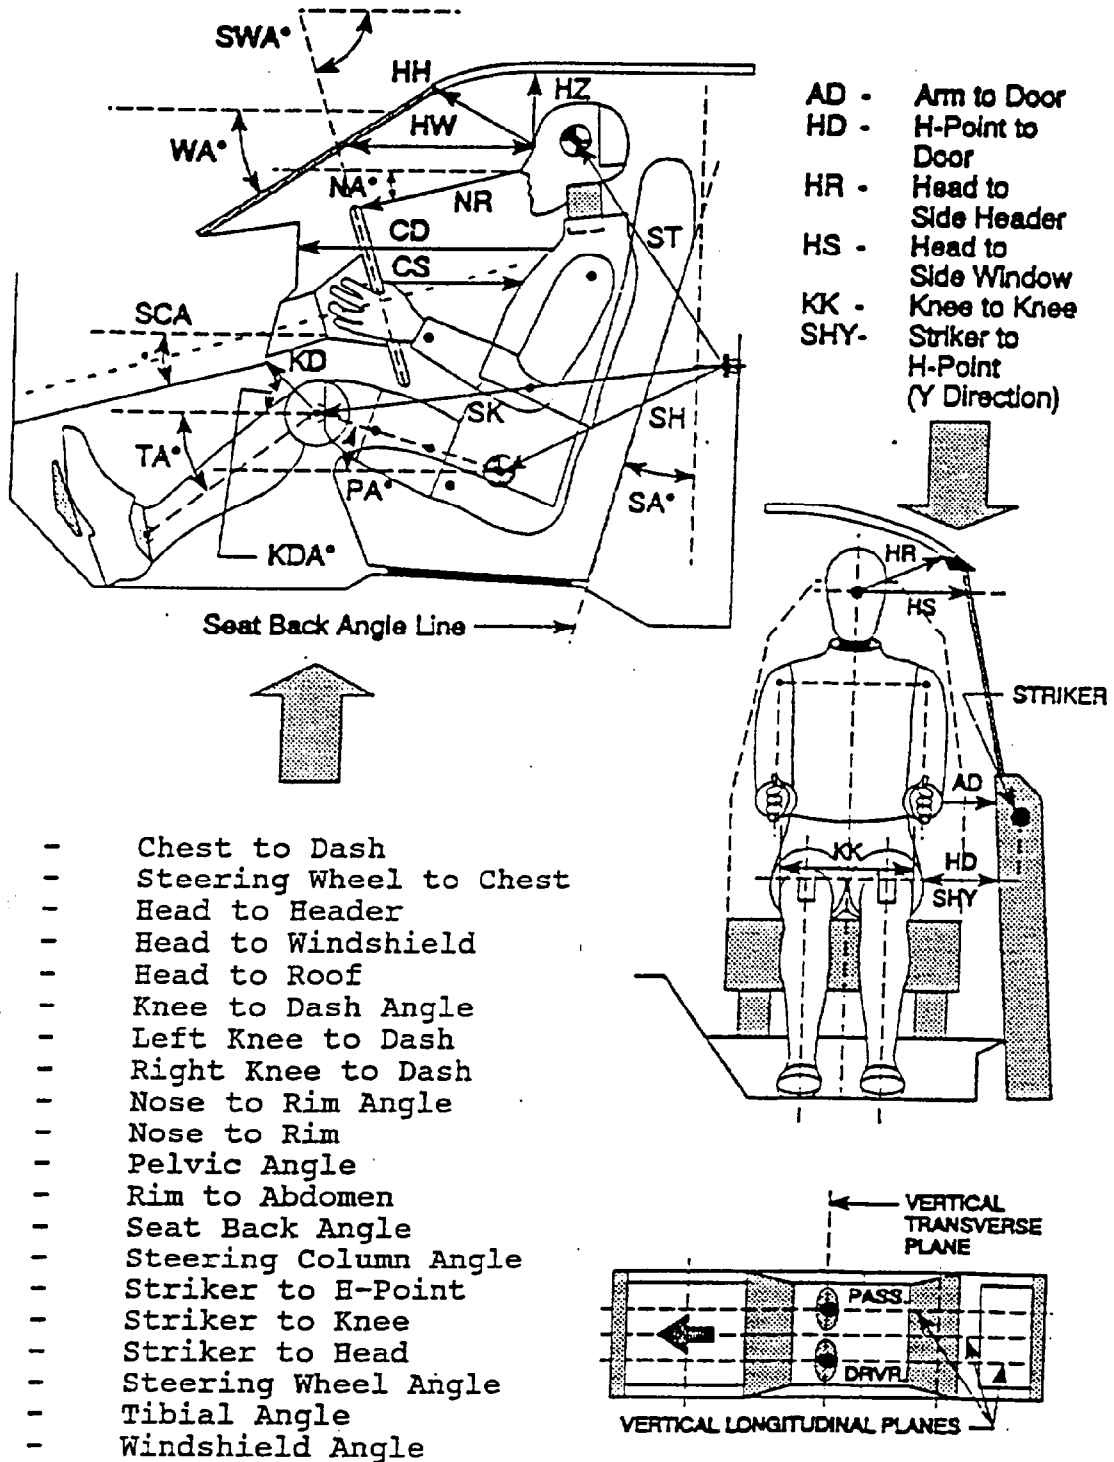 SWA°
HH
HZ
HW
WA°
NA°
NR
CD
CS
ST
SCA
KD
SK
SH
TA°
PA°
SA°
KDA°
Seat Back Angle Line
AD - Arm to Door
HD - H-Point to
Door
HR - Head to
Side Header
HS - Head to
Side Window
KK - Knee to Knee
SHY- Striker to
H-Point
(Y Direction)
HR
HS
STRIKER
AD
KK
HD
SHY
- Chest to Dash
- Steering Wheel to Chest
- Head to Header
- Head to Windshield
- Head to Roof
- Knee to Dash Angle
- Left Knee to Dash
- Right Knee to Dash
- Nose to Rim Angle
- Nose to Rim
- Pelvic Angle
- Rim to Abdomen
- Seat Back Angle
- Steering Column Angle
- Striker to H-Point
- Striker to Knee
- Striker to Head
- Steering Wheel Angle
- Tibial Angle
- Windshield Angle
VERTICAL
TRANSVERSE
PLANE
PASS.
DRVR.
VERTICAL LONGITUDINAL PLANES